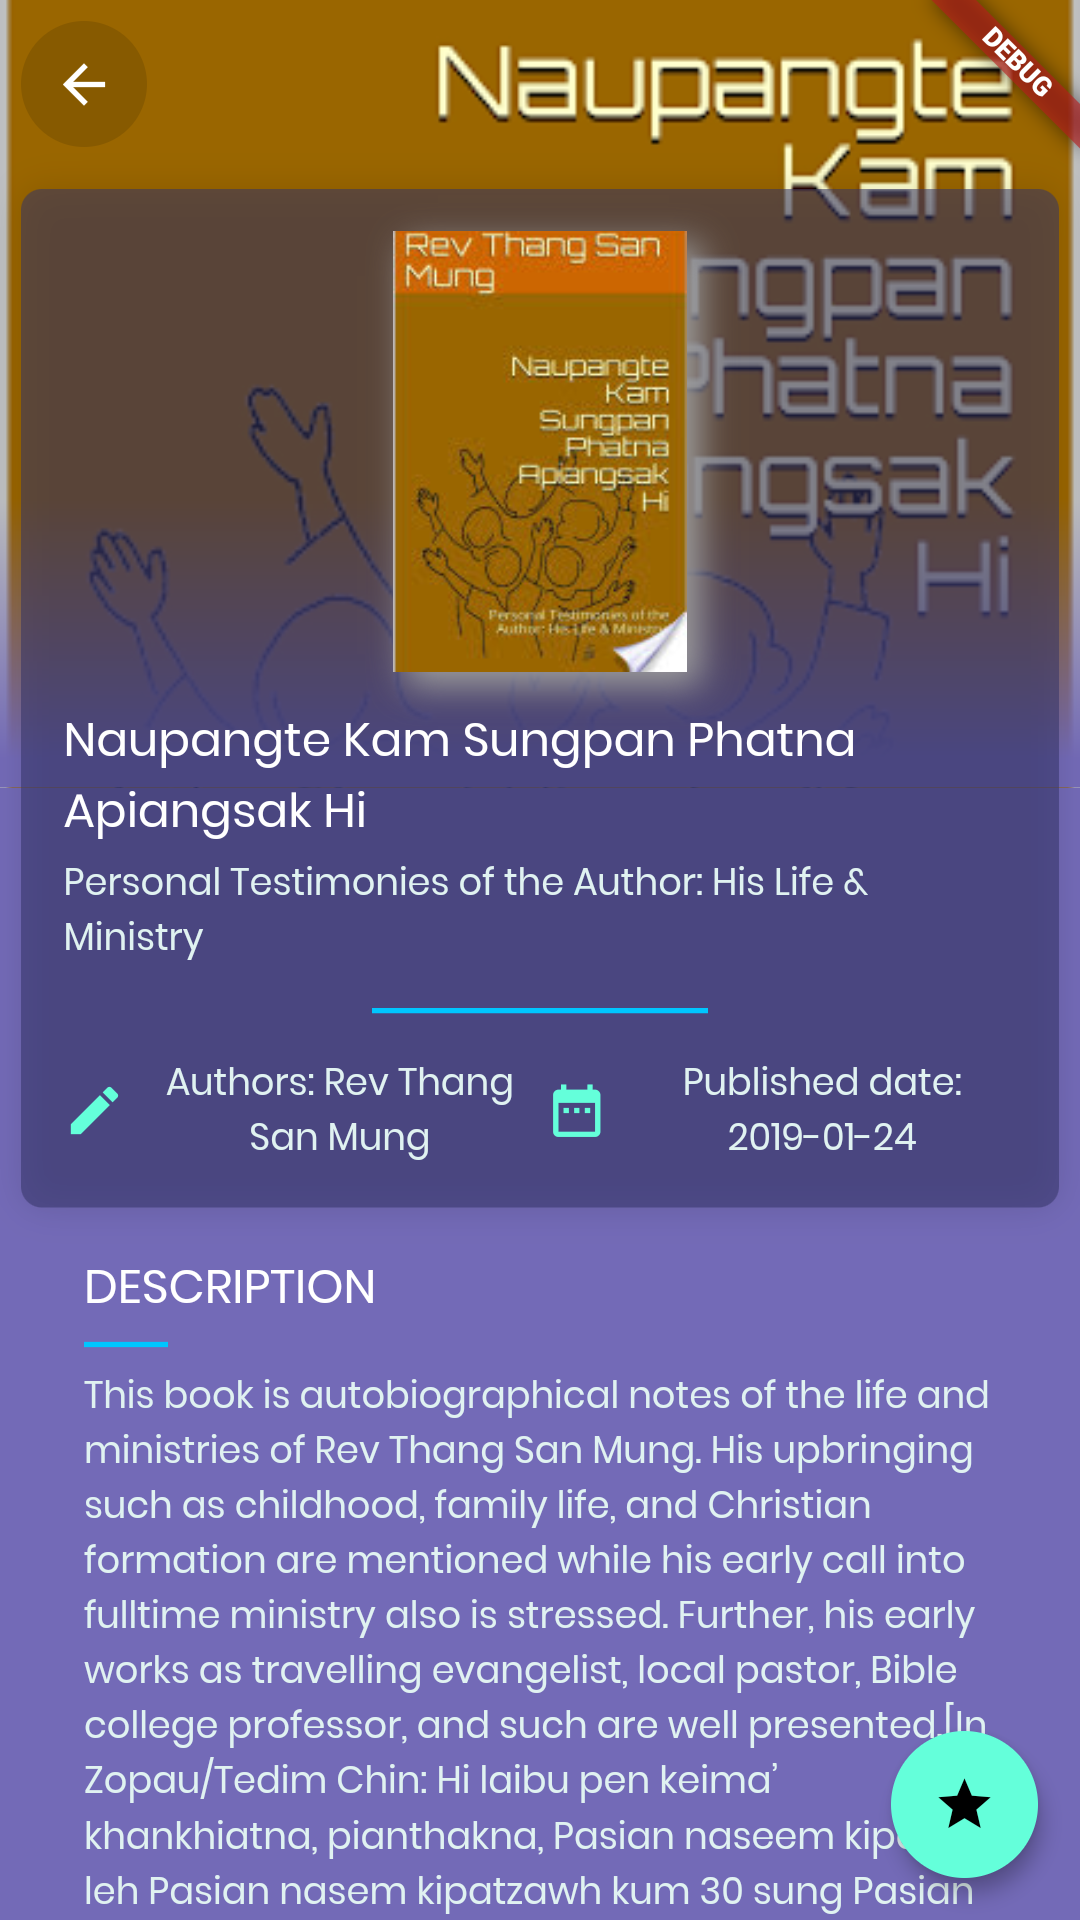 Naupangte
DEBUG
Kam
ngpan
Phatna
ngsak
Hi
Rev Thang San
Mung
Naupangte
Kam
Sungpan
Phatna
Apiangsak
Hi
Personal Testimonies of the
Author: His Life & Ministry
Naupangte Kam Sungpan Phatna
Apiangsak Hi
Personal Testimonies of the Author: His Life &
Ministry
Authors: Rev Thang
San Mung
Published date:
2019-01-24
DESCRIPTION
This book is autobiographical notes of the life and
ministries of Rev Thang San Mung. His upbringing
such as childhood, family life, and Christian
formation are mentioned while his early call into
fulltime ministry also is stressed. Further, his early
works as travelling evangelist, local pastor, Bible
college professor, and such are well presented.[In
Zopau/Tedim Chin: Hi laibu pen keima’
khankhiatna, pianthakna, Pasian naseem
leh Pasian nasem kipatzawh kum 30 sung Pasian